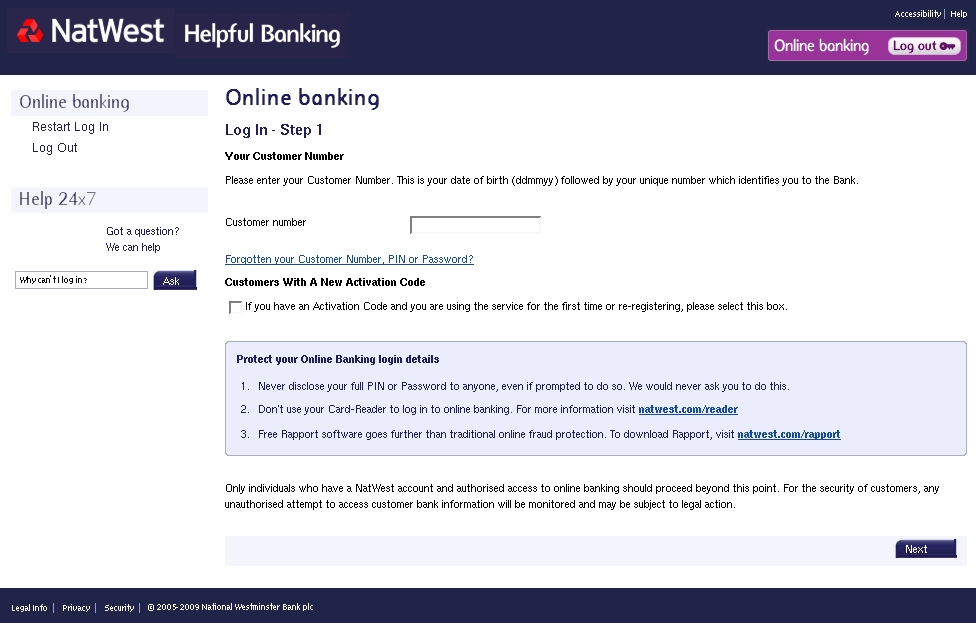 NatWest Helpful Banking
Accessibility | Help
Online banking Log out
Online banking
Restart Log In
Log Out
Help 24x7
Got a question?
We can help
Why can't I log in?
Ask
Online banking
Log In - Step 1
Your Customer Number
Please enter your Customer Number. This is your date of birth (ddmmyy) followed by your unique number which identifies you to the Bank.
Customer number
Forgotten your Customer Number, PIN or Password?
Customers With A New Activation Code
If you have an Activation Code and you are using the service for the first time or re-registering, please select this box.
Protect your Online Banking login details
1. Never disclose your full PIN or Password to anyone, even if prompted to do so. We would never ask you to do this.
2. Don't use your Card-Reader to log in to online banking. For more information visit natwest.com/reader
3. Free Rapport software goes further than traditional online fraud protection. To download Rapport, visit natwest.com/rapport
Only individuals who have a NatWest account and authorised access to online banking should proceed beyond this point. For the security of customers, any
unauthorised attempt to access customer bank information will be monitored and may be subject to legal action.
Next
Legal Info | Privacy | Security | © 2005-2009 National Westminster Bank plc